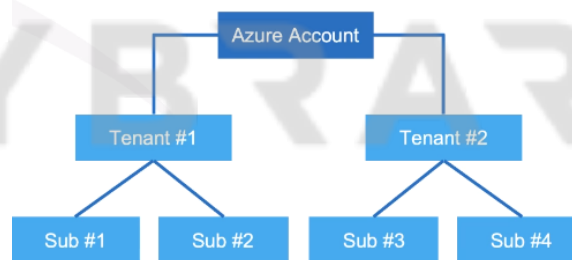 Azure Account
Tenant #1
Tenant #2
Sub #1
Sub #2
Sub #3
Sub #4